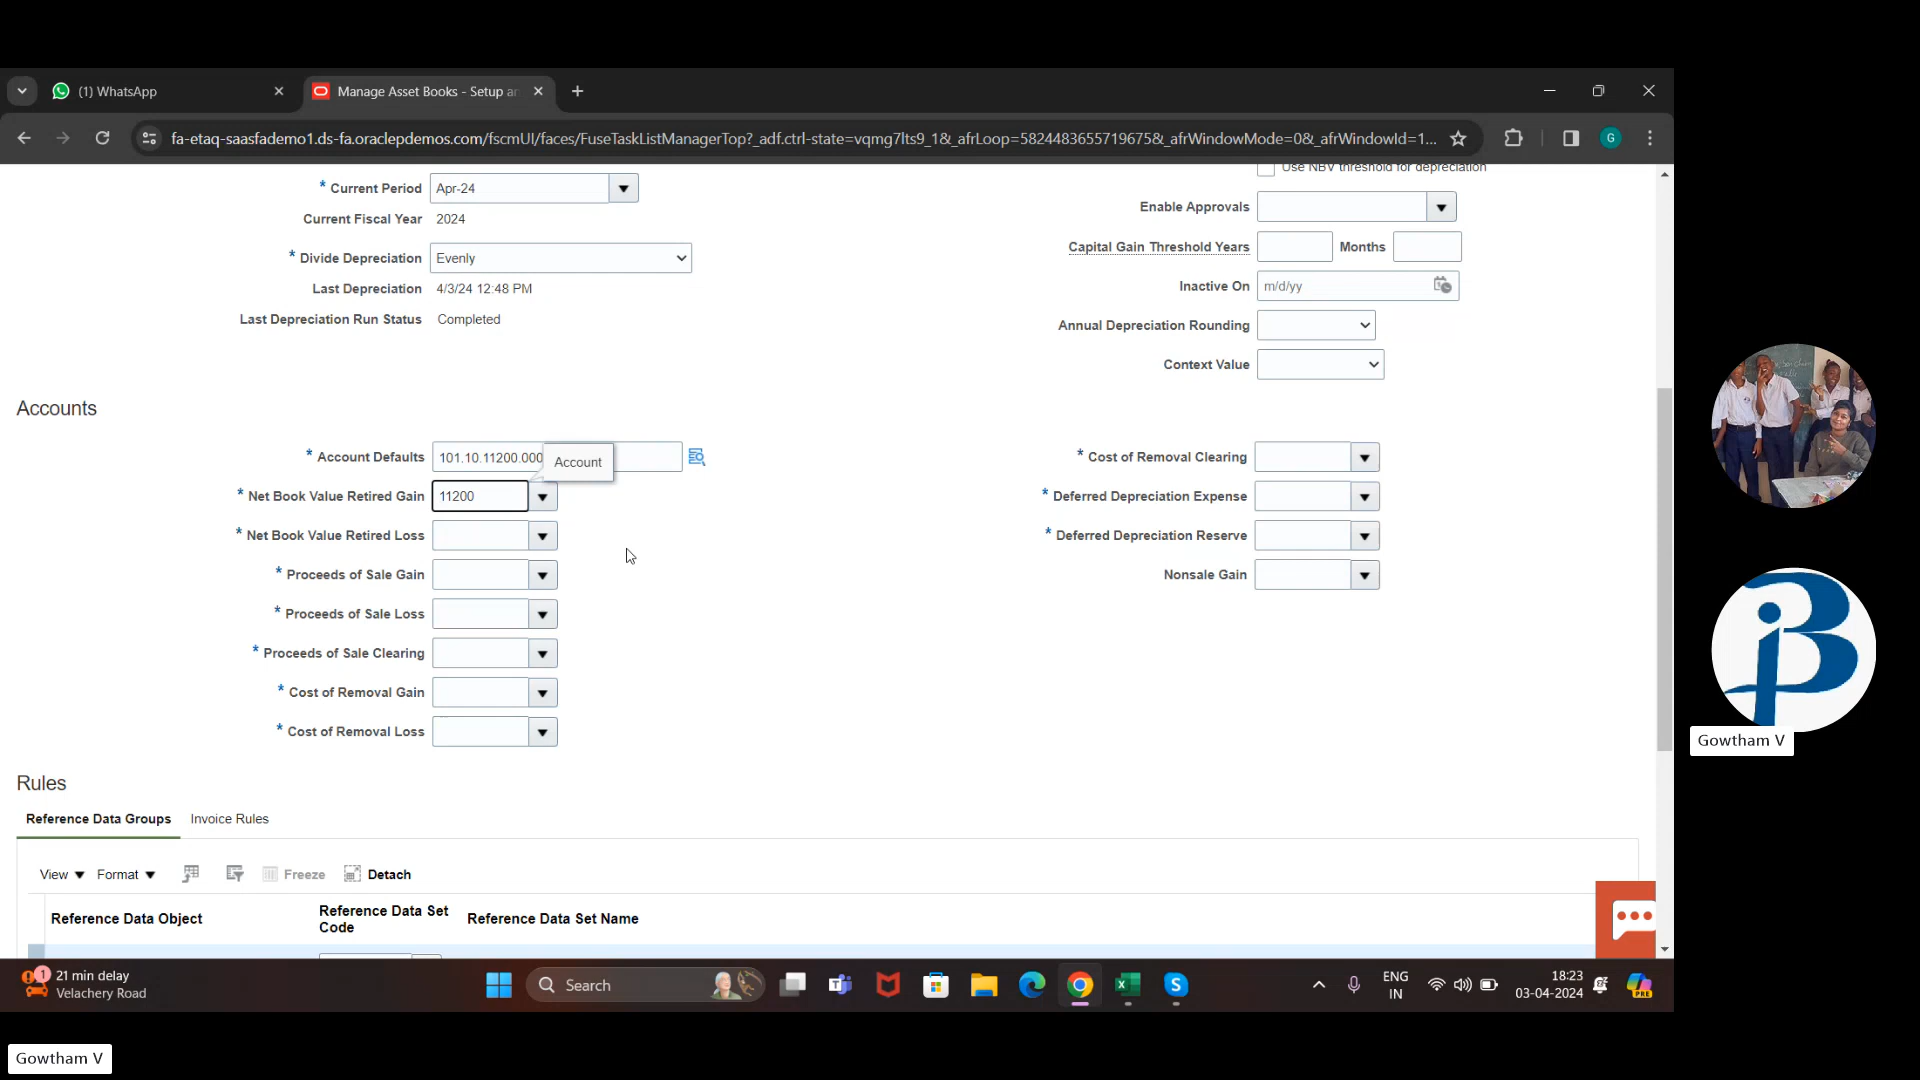 (1) WhatsApp
Manage Asset Books - Setup an
fa-etaq-saasfademo1.ds-fa.oraclepdemos.com/fscmUI/faces/FuseTaskListManagerTop?_adf.ctrl-state=vqmg7lts9_1&_afrLoop=5824483655719675&_afrWindowMode=0&_afrWindowId=1...
G
Use NBV threshold for depreciation
* Current Period Apr-24
Enable Approvals
Current Fiscal Year 2024
Capital Gain Threshold Years Months
* Divide Depreciation Evenly
Inactive On m/d/yy
Last Depreciation 4/3/24 12:48 PM
Last Depreciation Run Status Completed
Annual Depreciation Rounding
Context Value
Accounts
* Account Defaults 101.10.11200.000
Account
* Cost of Removal Clearing
* Net Book Value Retired Gain 11200
* Deferred Depreciation Expense
* Net Book Value Retired Loss
* Deferred Depreciation Reserve
* Proceeds of Sale Gain
Nonsale Gain
* Proceeds of Sale Loss
* Proceeds of Sale Clearing
* Cost of Removal Gain
* Cost of Removal Loss
Gowtham V
Rules
Reference Data Groups Invoice Rules
View Format Freeze Detach
Reference Data Object
Reference Data Set
Code
Reference Data Set Name
1
21 min delay
Velachery Road
Search
ENG
IN
18:23
03-04-2024
PRE
Gowtham V